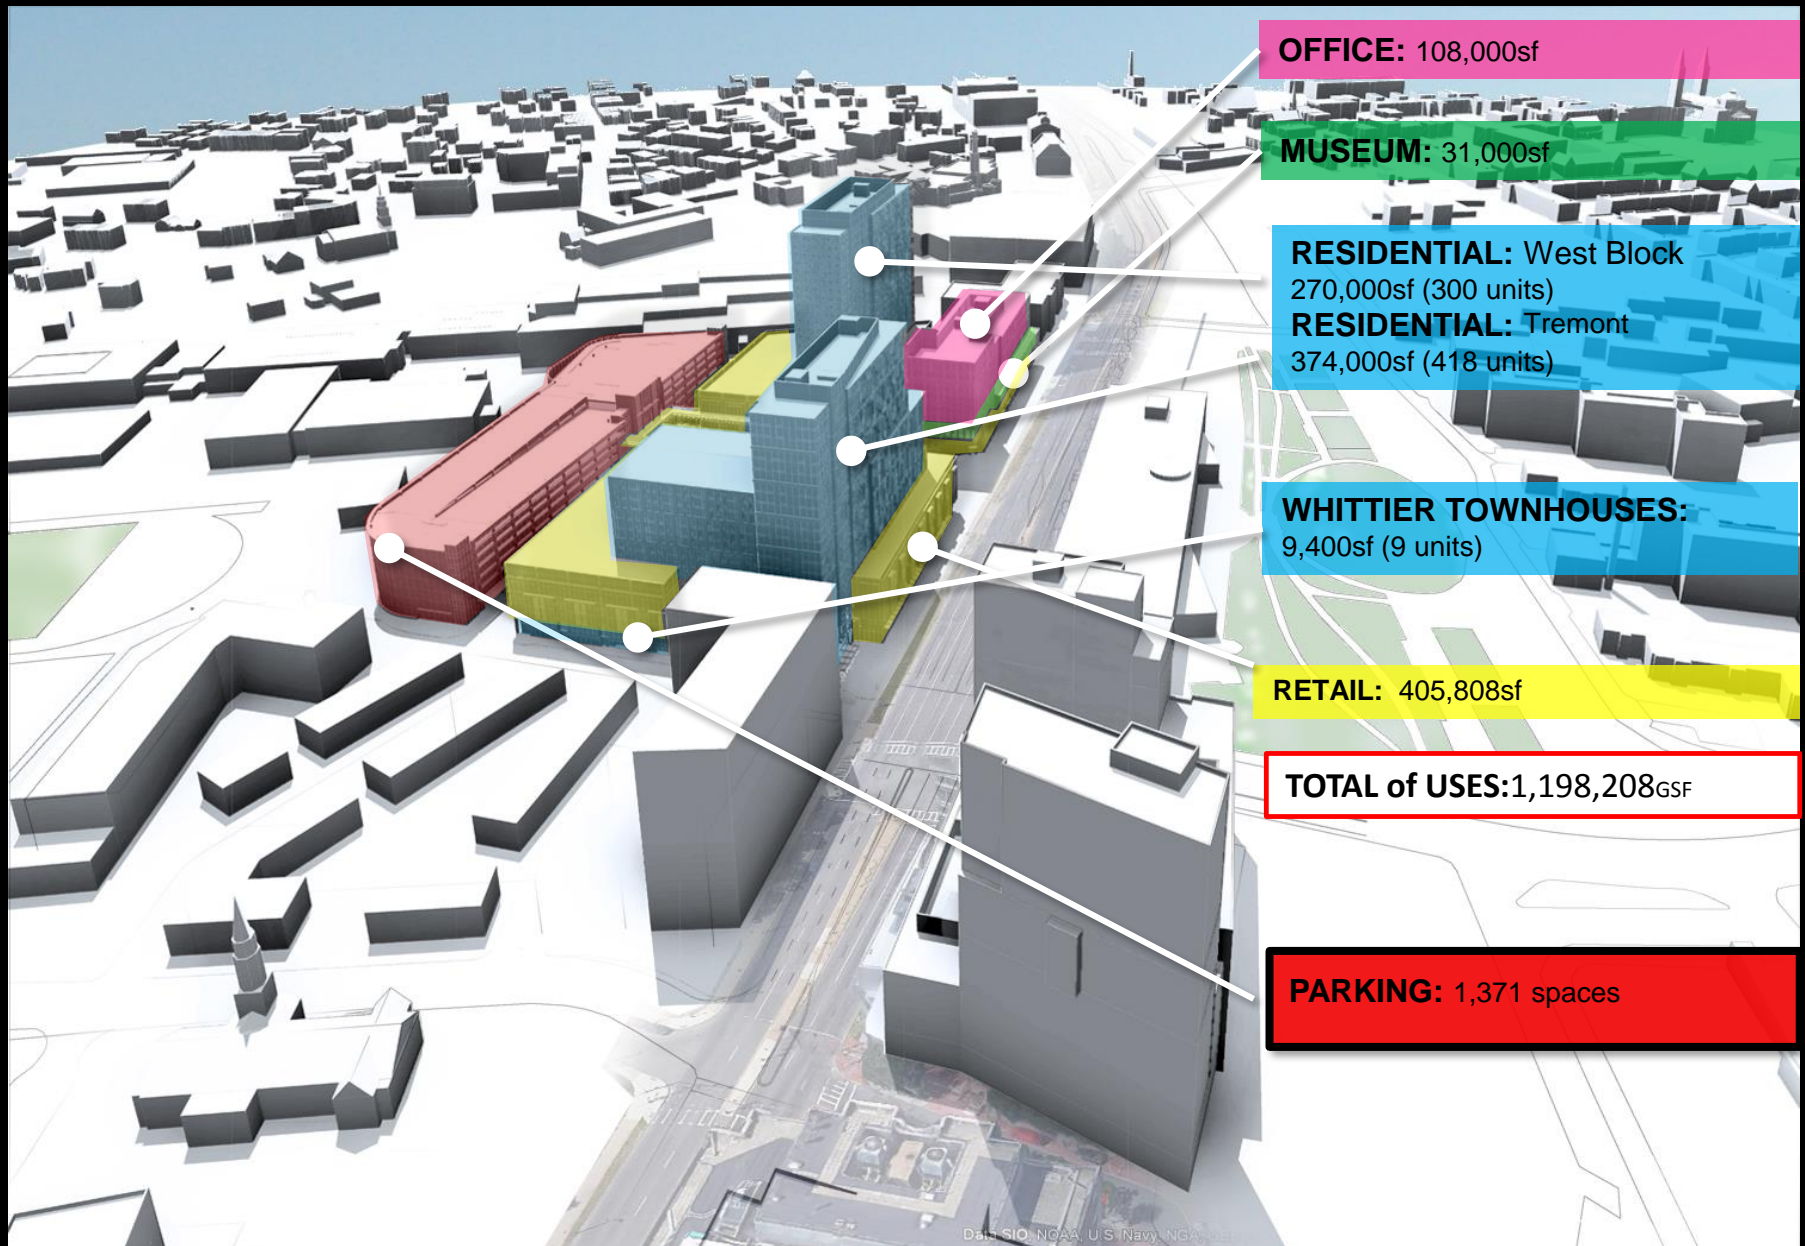 OFFICE: 108,000sf
MUSEUM: 31,000sf
RESIDENTIAL: West Block
270,000sf (300 units)
RESIDENTIAL: Tremont
374,000sf (418 units)
WHITTIER TOWNHOUSES:
9,400sf (9 units)
RETAIL: 405,808sf
TOTAL of USES:1,198,208GSF
PARKING: 1,371 spaces
Data SIO, NOAA, U.S. Navy, NGA,